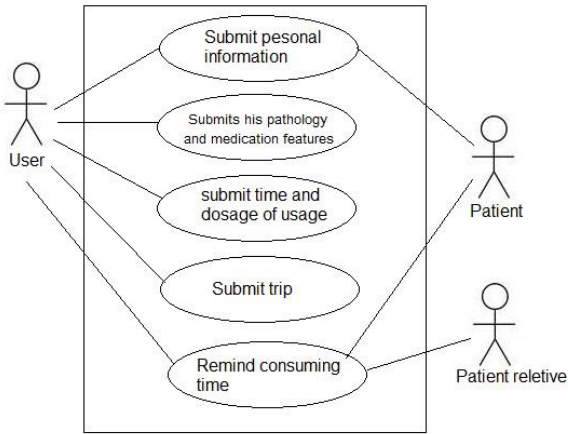 Submit pesonal
information
Submits his pathology
and medication features
User
submit time and
dosage of usage
Patient
Submit trip
Remind consuming
time
Patient reletive